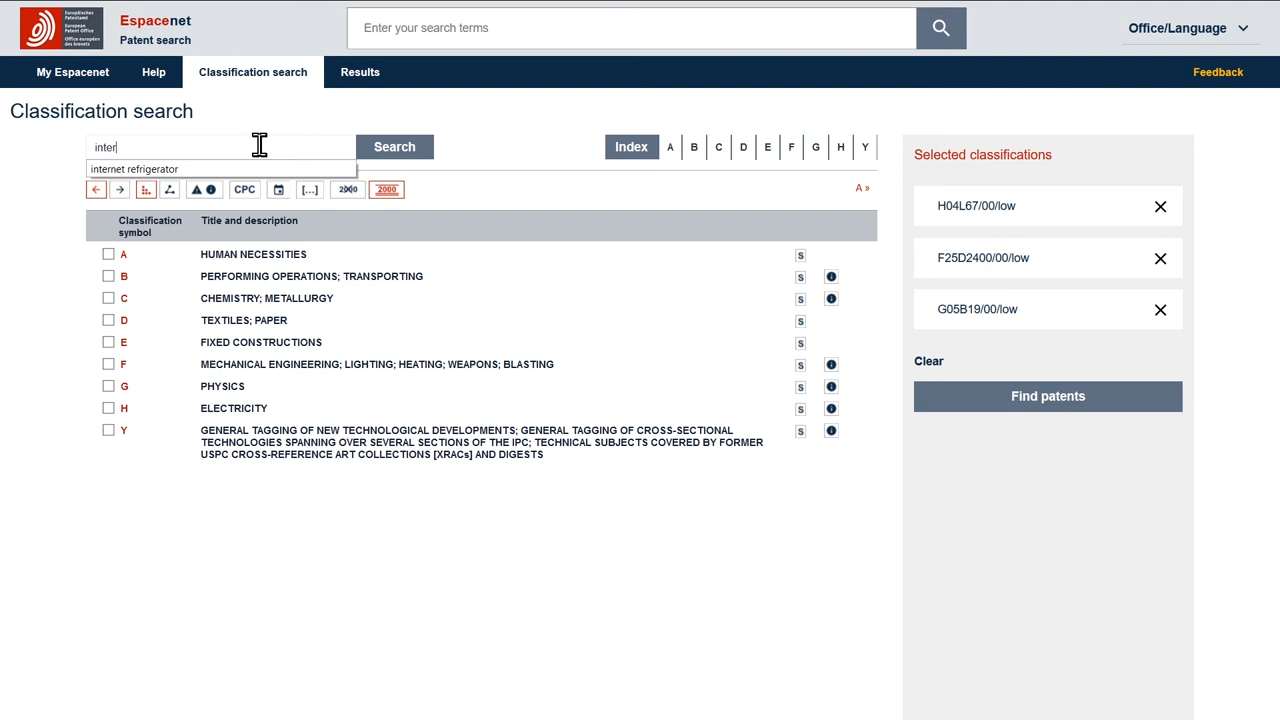 Europäisches
Patentamt
European
Patent Office
Office européen
des brevets
Espacenet
Patent search
Enter your search terms
Office/Language
My Espacenet
Help
Classification search
Results
Feedback
Classification search
inter
Search
Index
A
B
C
D
E
F
G
H
Y
internet refrigerator
CPC
[...]
2000
2000
A »
Classification
symbol
Title and description
A HUMAN NECESSITIES S
B PERFORMING OPERATIONS; TRANSPORTING S
C CHEMISTRY; METALLURGY S
D TEXTILES; PAPER S
E FIXED CONSTRUCTIONS S
F MECHANICAL ENGINEERING; LIGHTING; HEATING; WEAPONS; BLASTING S
G PHYSICS S
H ELECTRICITY S
Y GENERAL TAGGING OF NEW TECHNOLOGICAL DEVELOPMENTS; GENERAL TAGGING OF CROSS-SECTIONAL S
TECHNOLOGIES SPANNING OVER SEVERAL SECTIONS OF THE IPC; TECHNICAL SUBJECTS COVERED BY FORMER
USPC CROSS-REFERENCE ART COLLECTIONS [XRACs] AND DIGESTS
Selected classifications
H04L67/00/low
F25D2400/00/low
G05B19/00/low
Clear
Find patents